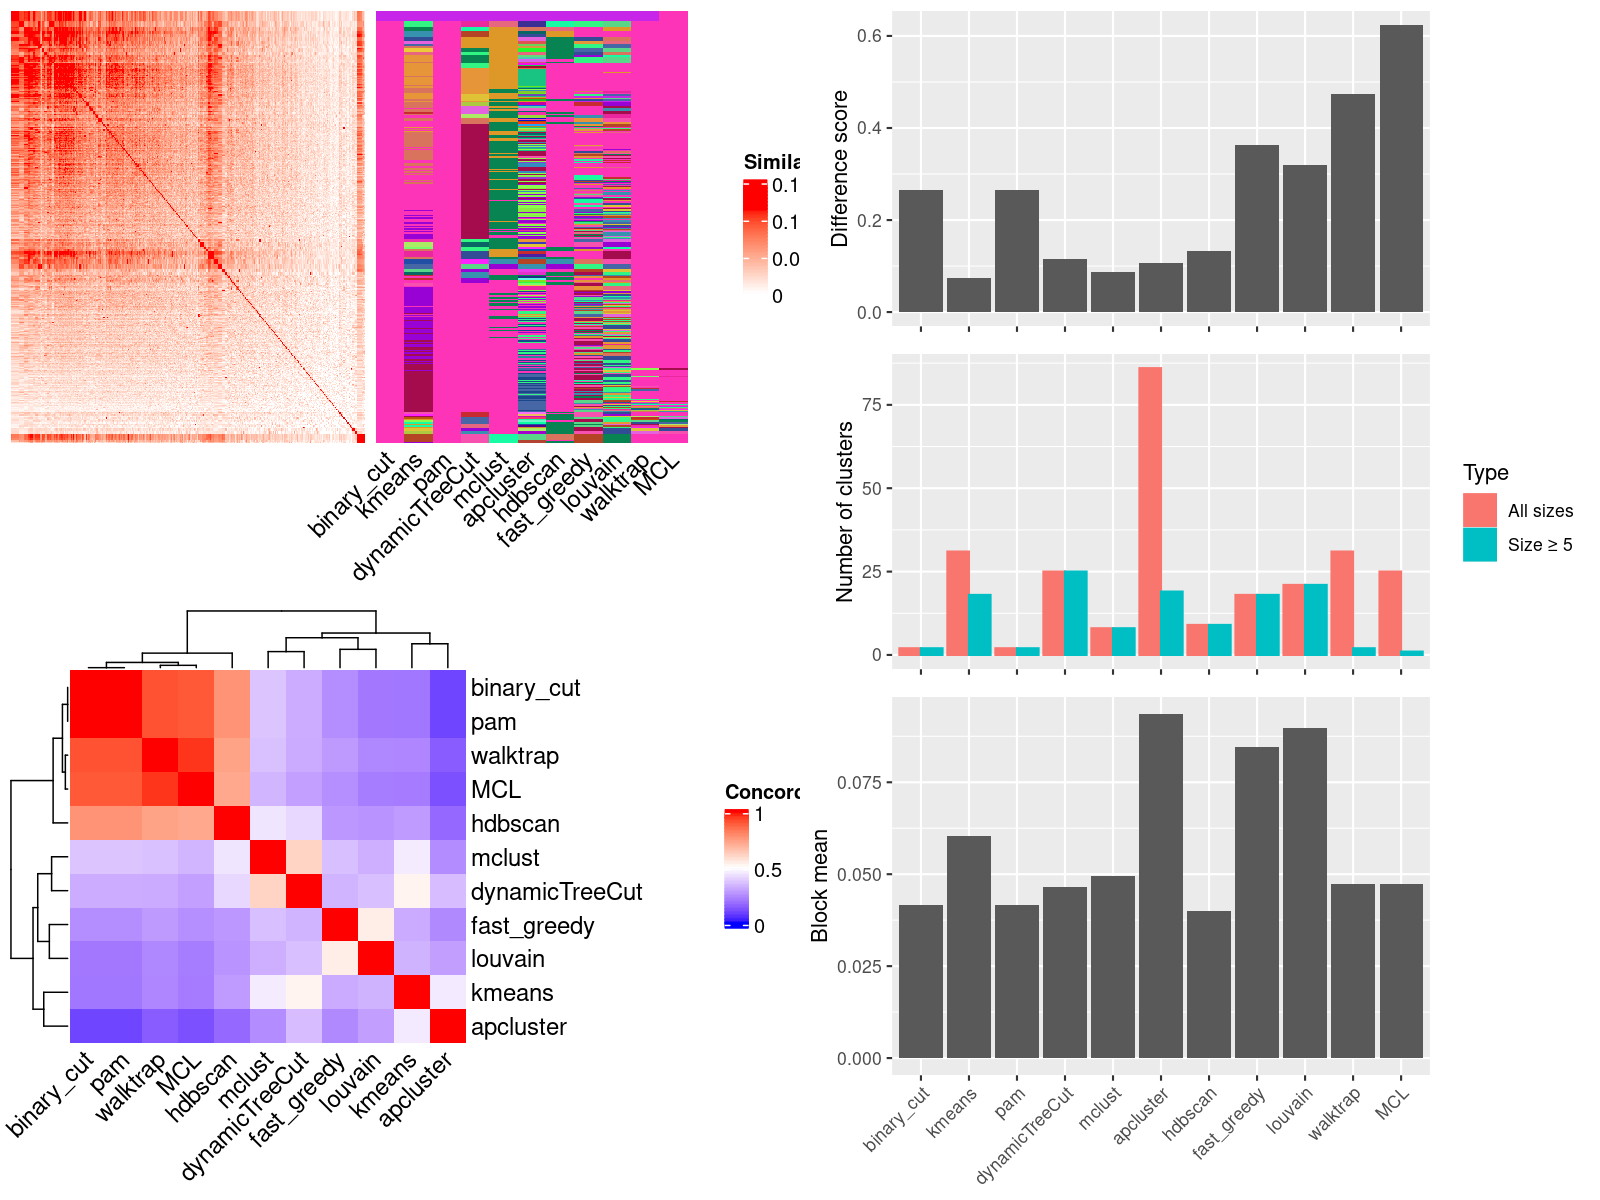 Simila
0.1
0.1
0.0
0
binary_cut
kmeans
pam
dynamicTreeCut
mclust
apcluster
hdbscan
fast_greedy
louvain
walktrap
MCL
binary_cut
pam
walktrap
MCL
hdbscan
mclust
dynamicTreeCut
fast_greedy
louvain
kmeans
apcluster
binary_cut
pam
walktrap
MCL
hdbscan
mclust
dynamicTreeCut
fast_greedy
louvain
kmeans
apcluster
Concord
1
0.5
0
Difference score
0.6
0.4
0.2
0.0
Number of clusters
75
50
25
0
Type
All sizes
Size ≥ 5
Block mean
0.075
0.050
0.025
0.000
binary_cut
kmeans
pam
dynamicTreeCut
mclust
apcluster
hdbscan
fast_greedy
louvain
walktrap
MCL